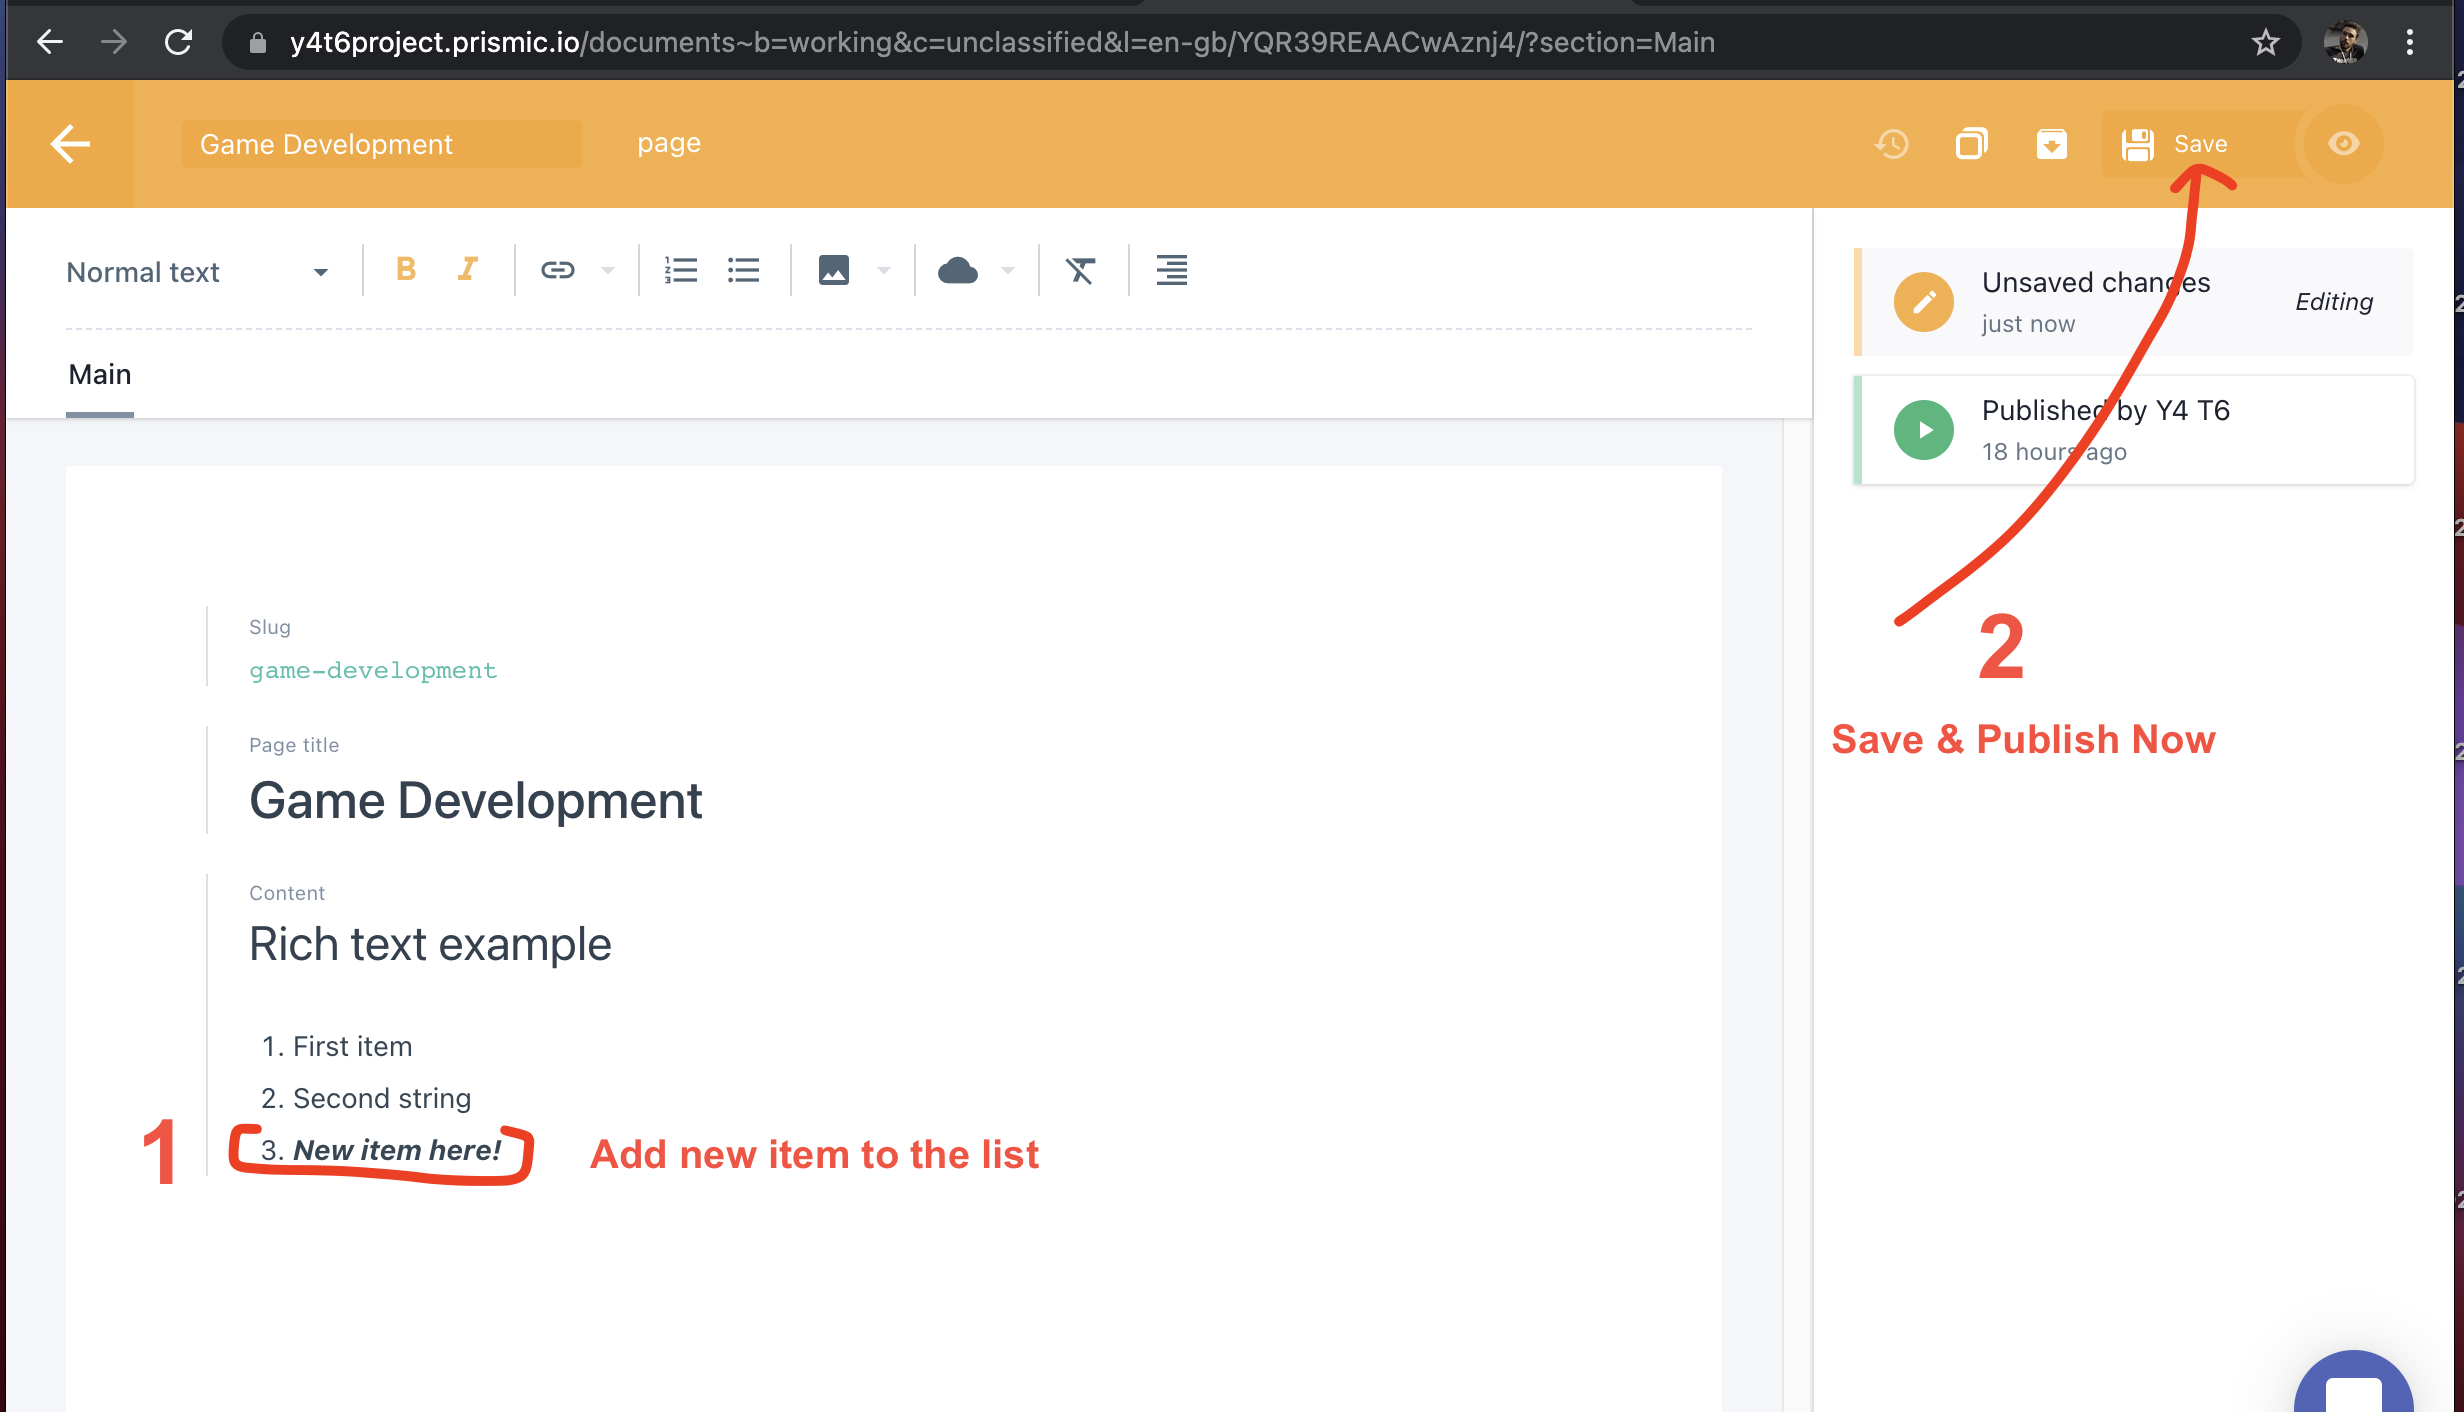 y4t6project.prismic.io/documents~b=working&c=unclassified&l=en-gb/YQR39REAACwAznj4/?section=Main
Game Development
page
Save
Normal text
B I
Main
Unsaved changes
just now
Editing
Published by Y4 T6
18 hours ago
Slug
game-development
Page title
Game Development
Content
Rich text example
1. First item
2. Second string
3. New item here!
1
Add new item to the list
2
Save & Publish Now